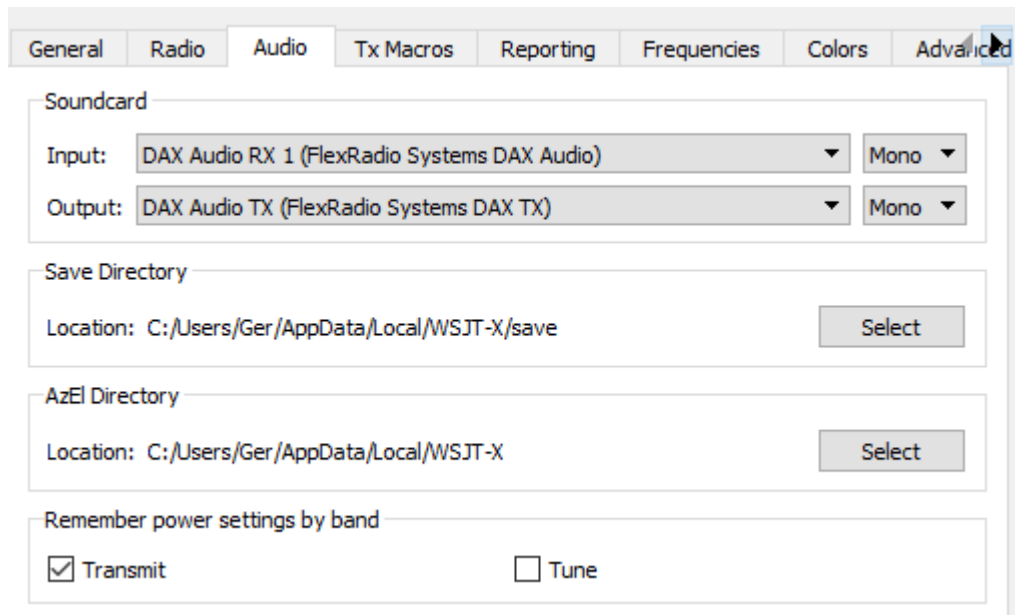 General Radio Audio Tx Macros Reporting Frequencies Colors Advanced
Soundcard
Input: DAX Audio RX 1 (FlexRadio Systems DAX Audio) Mono
Output: DAX Audio TX (FlexRadio Systems DAX TX) Mono
Save Directory
Location: C:/Users/Ger/AppData/Local/WSJT-X/save Select
AzEl Directory
Location: C:/Users/Ger/AppData/Local/WSJT-X Select
Remember power settings by band
Transmit Tune